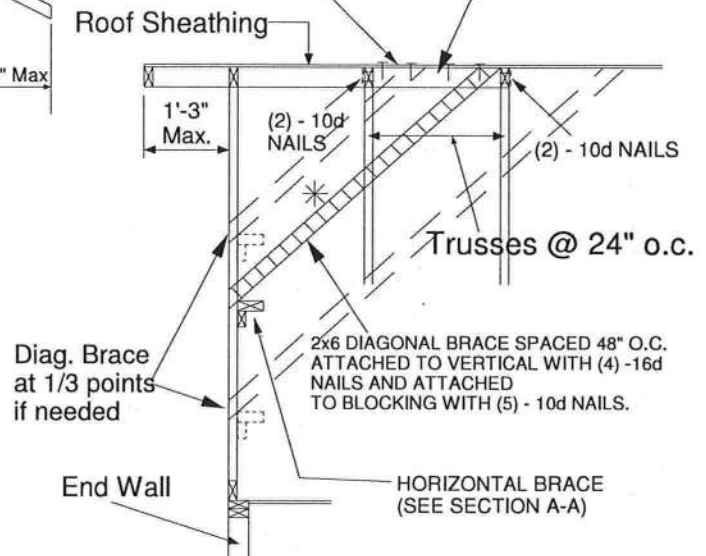 Roof Sheathing
" Max
1'-3"
Max.
(2) - 10d
NAILS
(2) - 10d NAILS
Trusses @ 24" o.c.
2x6 DIAGONAL BRACE SPACED 48" O.C.
ATTACHED TO VERTICAL WITH (4) -16d
NAILS AND ATTACHED
TO BLOCKING WITH (5) - 10d NAILS.
Diag. Brace
at 1/3 points
if needed
End Wall
HORIZONTAL BRACE
(SEE SECTION A-A)